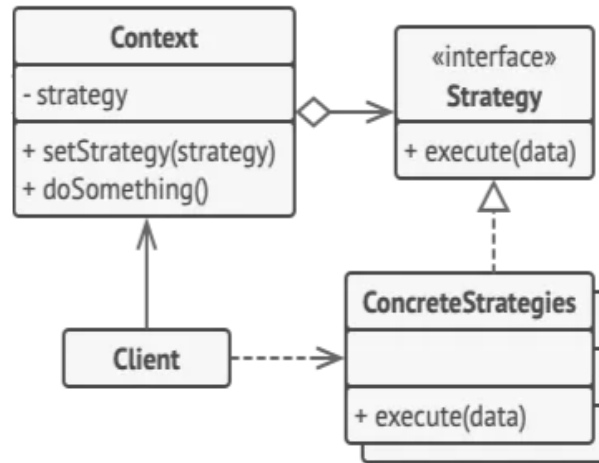 Context
- strategy
+ setStrategy(strategy)
+ doSomething()
«interface»
Strategy
+ execute(data)
Client
ConcreteStrategies
+ execute(data)